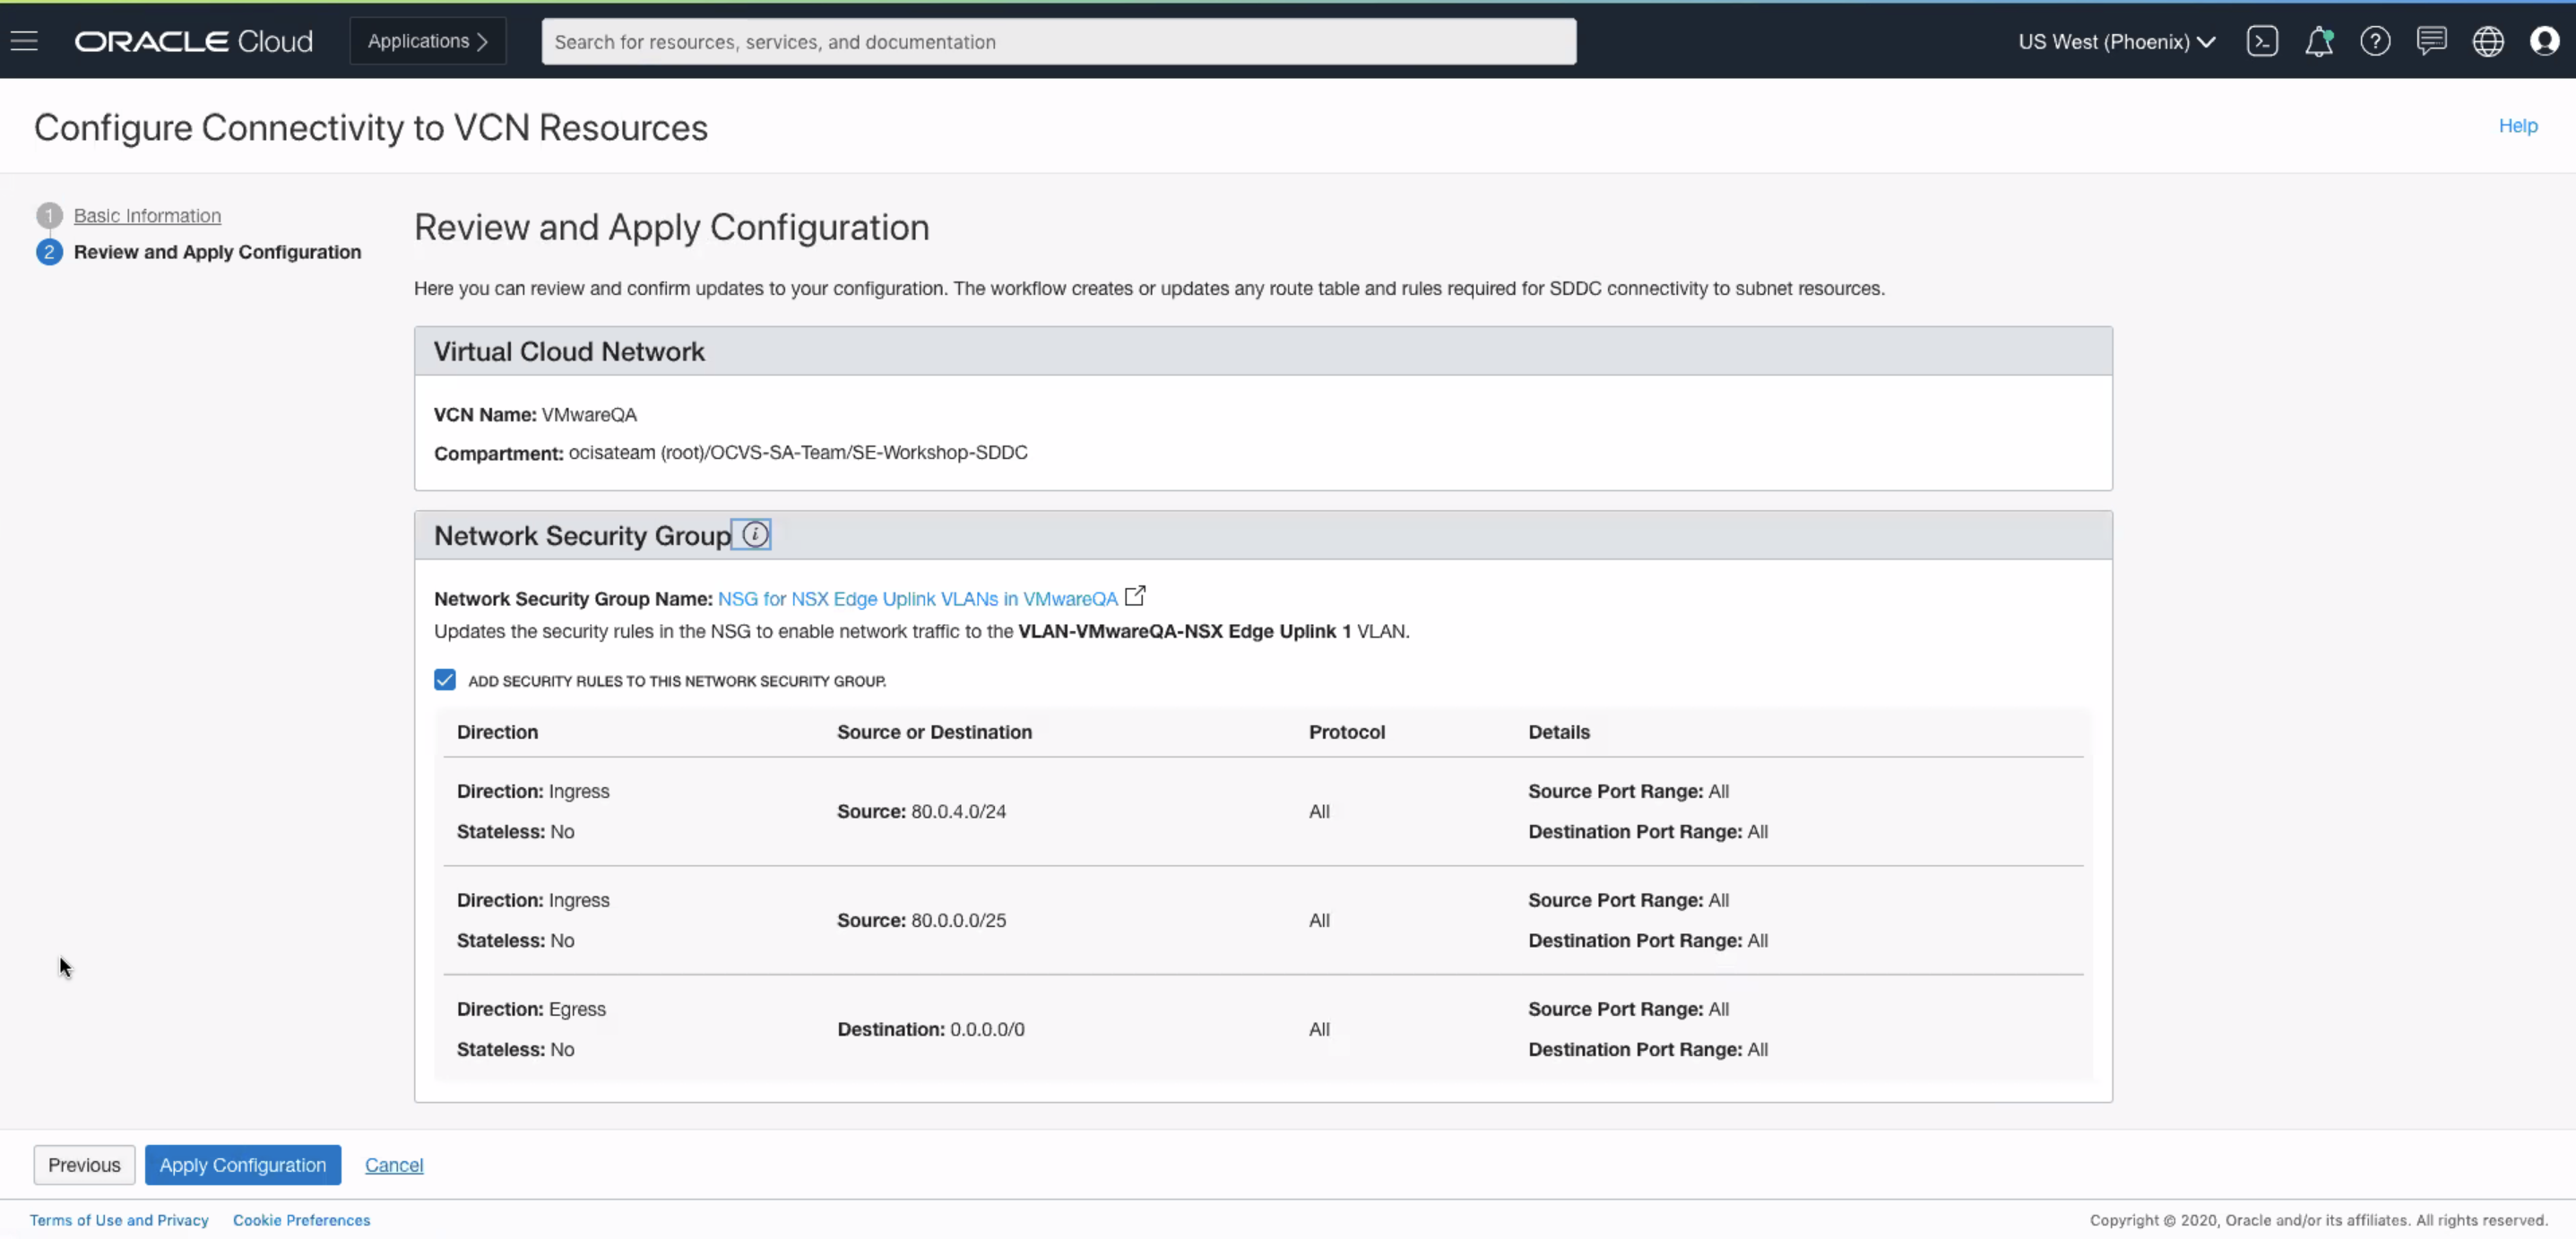 ORACLE Cloud
Applications
Search for resources, services, and documentation
US West (Phoenix)
Configure Connectivity to VCN Resources
Help
1 Basic Information
2 Review and Apply Configuration
Review and Apply Configuration
Here you can review and confirm updates to your configuration. The workflow creates or updates any route table and rules required for SDDC connectivity to subnet resources.
Virtual Cloud Network
VCN Name: VMwareQA
Compartment: ocisateam (root)/OCVS-SA-Team/SE-Workshop-SDDC
Network Security Group i
Network Security Group Name: NSG for NSX Edge Uplink VLANs in VMwareQA
Updates the security rules in the NSG to enable network traffic to the VLAN-VMwareQA-NSX Edge Uplink 1 VLAN.
ADD SECURITY RULES TO THIS NETWORK SECURITY GROUP.
Direction Source or Destination Protocol Details
Direction: Ingress
Stateless: No
Source: 80.0.4.0/24
All
Source Port Range: All
Destination Port Range: All
Direction: Ingress
Stateless: No
Source: 80.0.0.0/25
All
Source Port Range: All
Destination Port Range: All
Direction: Egress
Stateless: No
Destination: 0.0.0.0/0
All
Source Port Range: All
Destination Port Range: All
Previous
Apply Configuration
Cancel
Terms of Use and Privacy
Cookie Preferences
Copyright © 2020, Oracle and/or its affiliates. All rights reserved.